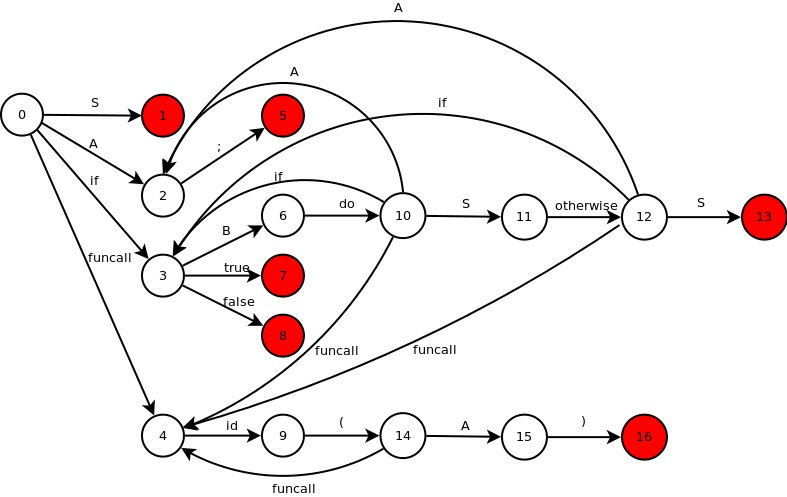 A
A
if
S
0
1
5
A
;
if
2
if
do
S
otherwise
S
6
10
11
12
13
B
funcall
true
3
7
false
8
funcall
funcall
id
(
A
)
4
9
14
15
16
funcall